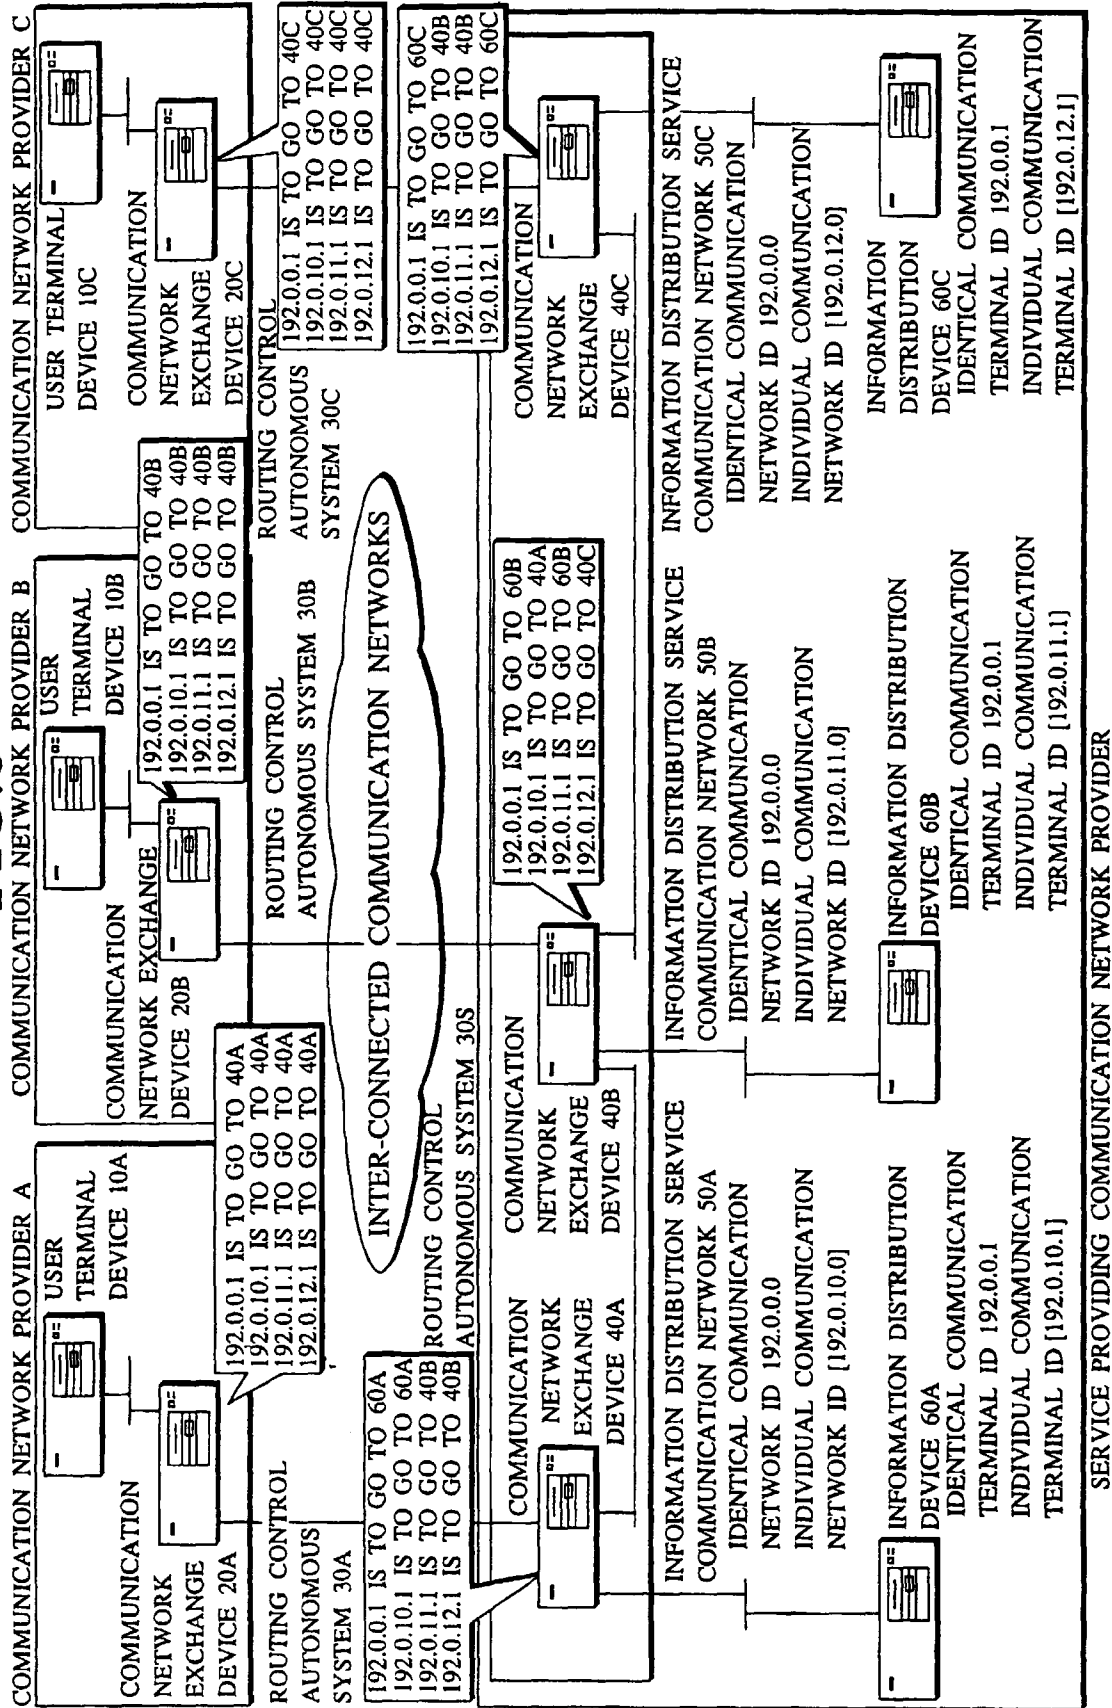 COMMUNICATION NETWORK PROVIDER A
USER
TERMINAL
DEVICE 10A
COMMUNICATION
NETWORK
EXCHANGE
DEVICE 20A
192.0.0.1 IS TO GO TO 40A
192.0.10.1 IS TO GO TO 40A
192.0.11.1 IS TO GO TO 40A
192.0.12.1 IS TO GO TO 40A
COMMUNICATION NETWORK PROVIDER B
USER
TERMINAL
DEVICE 10B
COMMUNICATION
NETWORK EXCHANGE
DEVICE 20B
192.0.0.1 IS TO GO TO 40B
192.0.10.1 IS TO GO TO 40B
192.0.11.1 IS TO GO TO 40B
192.0.12.1 IS TO GO TO 40B
COMMUNICATION NETWORK PROVIDER C
USER TERMINAL
DEVICE 10C
COMMUNICATION
NETWORK
EXCHANGE
DEVICE 20C
192.0.0.1 IS TO GO TO 40C
192.0.10.1 IS TO GO TO 40C
192.0.11.1 IS TO GO TO 40C
192.0.12.1 IS TO GO TO 40C
ROUTING CONTROL
AUTONOMOUS
SYSTEM 30A
ROUTING CONTROL
AUTONOMOUS SYSTEM 30B
ROUTING CONTROL
AUTONOMOUS
SYSTEM 30C
INTER-CONNECTED COMMUNICATION NETWORKS
ROUTING CONTROL
AUTONOMOUS SYSTEM 30S
192.0.0.1 IS TO GO TO 60A
192.0.10.1 IS TO GO TO 60A
192.0.11.1 IS TO GO TO 40B
192.0.12.1 IS TO GO TO 40B
COMMUNICATION
NETWORK
EXCHANGE
DEVICE 40A
192.0.0.1 IS TO GO TO 60B
192.0.10.1 IS TO GO TO 40A
192.0.11.1 IS TO GO TO 60B
192.0.12.1 IS TO GO TO 40C
COMMUNICATION
NETWORK
EXCHANGE
DEVICE 40B
192.0.0.1 IS TO GO TO 60C
192.0.10.1 IS TO GO TO 40B
192.0.11.1 IS TO GO TO 40B
192.0.12.1 IS TO GO TO 60C
COMMUNICATION
NETWORK
EXCHANGE
DEVICE 40C
INFORMATION DISTRIBUTION SERVICE
COMMUNICATION NETWORK 50A
IDENTICAL COMMUNICATION
NETWORK ID 192.0.0.0
INDIVIDUAL COMMUNICATION
NETWORK ID [192.0.10.0]
INFORMATION DISTRIBUTION SERVICE
COMMUNICATION NETWORK 50B
IDENTICAL COMMUNICATION
NETWORK ID 192.0.0.0
INDIVIDUAL COMMUNICATION
NETWORK ID [192.0.11.0]
INFORMATION DISTRIBUTION SERVICE
COMMUNICATION NETWORK 50C
IDENTICAL COMMUNICATION
NETWORK ID 192.0.0.0
INDIVIDUAL COMMUNICATION
NETWORK ID [192.0.12.0]
INFORMATION DISTRIBUTION
DEVICE 60A
IDENTICAL COMMUNICATION
TERMINAL ID 192.0.0.1
INDIVIDUAL COMMUNICATION
TERMINAL ID [192.0.10.1]
INFORMATION DISTRIBUTION
DEVICE 60B
IDENTICAL COMMUNICATION
TERMINAL ID 192.0.0.1
INDIVIDUAL COMMUNICATION
TERMINAL ID [192.0.11.1]
INFORMATION
DISTRIBUTION
DEVICE 60C
IDENTICAL COMMUNICATION
TERMINAL ID 192.0.0.1
INDIVIDUAL COMMUNICATION
TERMINAL ID [192.0.12.1]
SERVICE PROVIDING COMMUNICATION NETWORK PROVIDER